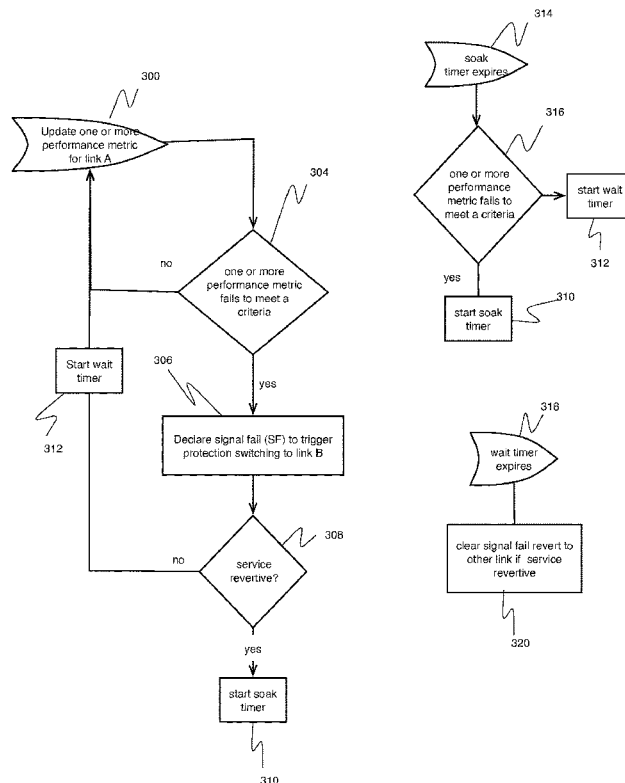 300
Update one or more
performance metric
for link A
304
no
one or more
performance metric
fails to meet a
criteria
306
yes
Start wait
timer
312
Declare signal fail (SF) to trigger
protection switching to link B
308
no
service
revertive?
yes
start soak
timer
310
314
soak
timer expires
316
one or more
performance
metric fails to
meet a criteria
start wait
timer
312
yes
310
start soak
timer
316
wait timer
expires
clear signal fail revert to
other link if service
revertive
320